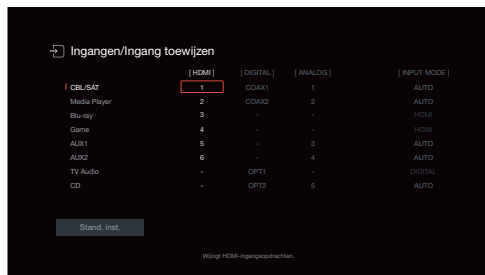 Ingangen/Ingang toewijzen
[ HDMI ] [ DIGITAL ] [ ANALOG ] [ INPUT MODE ]
CBL/SAT 1 COAX1 1 AUTO
Media Player 2 COAX2 2 AUTO
Blu-ray 3 - - HDMI
Game 4 - - HDMI
AUX1 5 - 3 AUTO
AUX2 6 - 4 AUTO
TV Audio - OPT1 - DIGITAL
CD - OPT2 5 AUTO
Stand. inst.
Wijzigt HDMI-ingangsopdrachten.